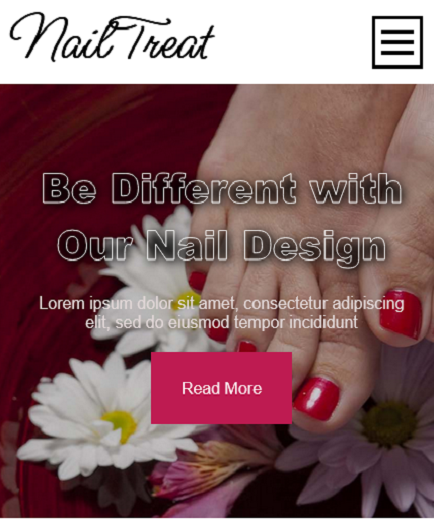 Nail Treat
Be Different with
Our Nail Design
Lorem ipsum dolor sit amet, consectetur adipiscing
elit, sed do eiusmod tempor incididunt
Read More